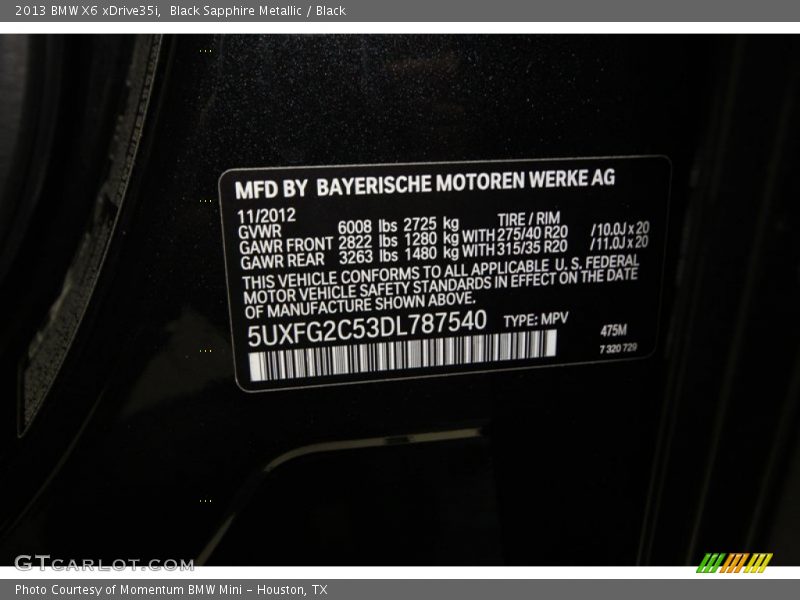 2013 BMW X6 xDrive35i, Black Sapphire Metallic / Black
MFD BY BAYERISCHE MOTOREN WERKE AG
11/2012 TIRE / RIM
GVWR 6008 lbs 2725 kg
GAWR FRONT 2822 lbs 1280 kg WITH 275/40 R20 /10.0J x 20
GAWR REAR 3263 lbs 1480 kg WITH 315/35 R20 /11.0J x 20
THIS VEHICLE CONFORMS TO ALL APPLICABLE U.S. FEDERAL
MOTOR VEHICLE SAFETY STANDARDS IN EFFECT ON THE DATE
OF MANUFACTURE SHOWN ABOVE.
5UXFG2C53DL787540 TYPE: MPV
475M
7 320 729
GTCARLOT.COM
Photo Courtesy of Momentum BMW Mini - Houston, TX